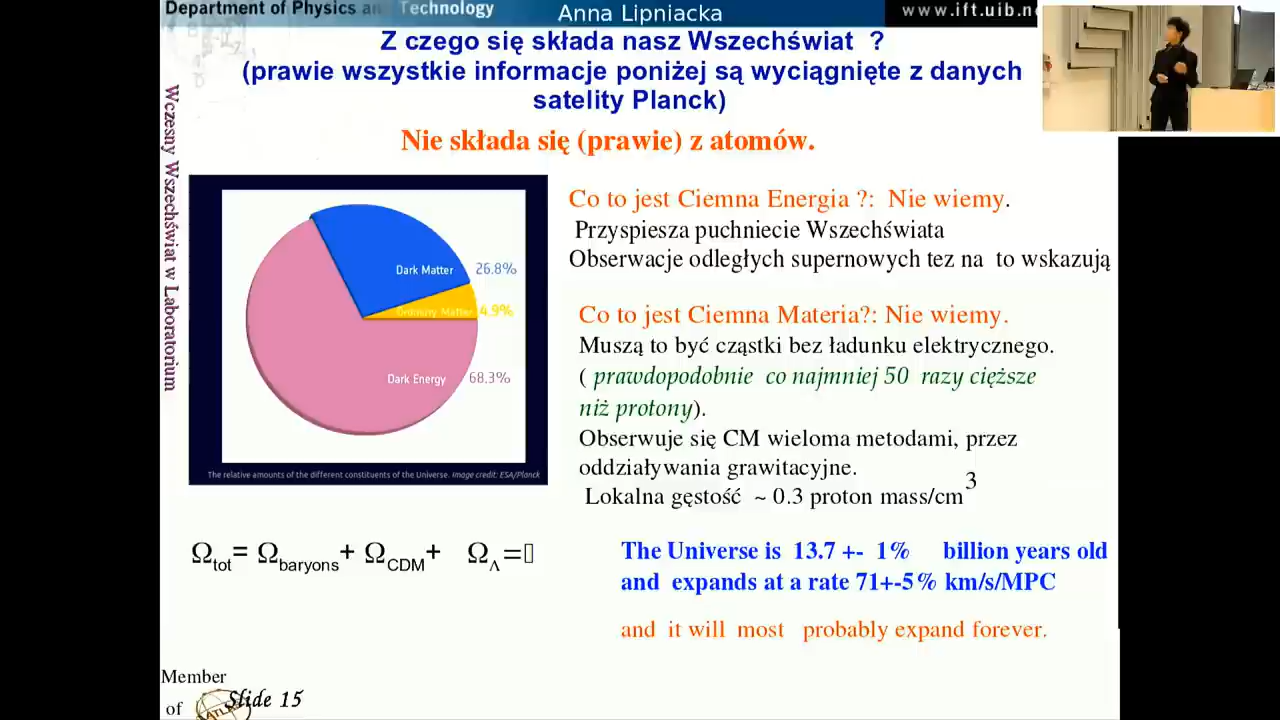 Department of Physics an Technology
Anna Lipniacka
www.ift.uib.no
Z czego się składa nasz Wszechświat ?
(prawie wszystkie informacje poniżej są wyciągnięte z danych
satelity Planck)
Nie składa się (prawie) z atomów.
Wczesny Wszechświat w Laboratorium
Dark Matter 26.8%
Ordinary Matter 4.9%
Dark Energy 68.3%
The relative amounts of the different constituents of the Universe. Image credit: ESA/Planck
Co to jest Ciemna Energia ?: Nie wiemy.
Przyspiesza puchniecie Wszechświata
Obserwacje odległych supernowych tez na to wskazują
Co to jest Ciemna Materia?: Nie wiemy.
Muszą to być cząstki bez ładunku elektrycznego.
( prawdopodobnie co najmniej 50 razy cięższe
niż protony).
Obserwuje się CM wieloma metodami, przez
oddziaływania grawitacyjne.
Lokalna gęstość ~ 0.3 proton mass/cm³
Ωtot= Ωbaryons+ ΩCDM+ ΩΛ=
The Universe is 13.7 +- 1% billion years old
and expands at a rate 71+-5% km/s/MPC
and it will most probably expand forever.
Member
of
ATLAS
Slide 15